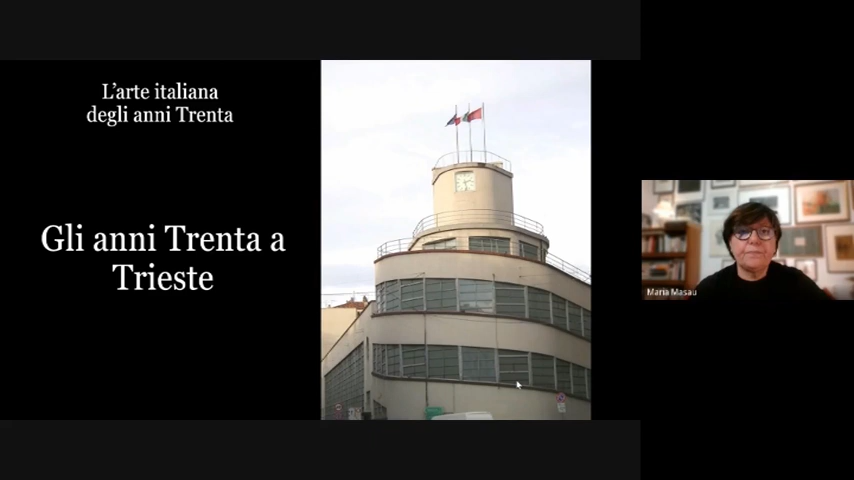 L'arte italiana
degli anni Trenta
Gli anni Trenta a
Trieste
Maria Masau